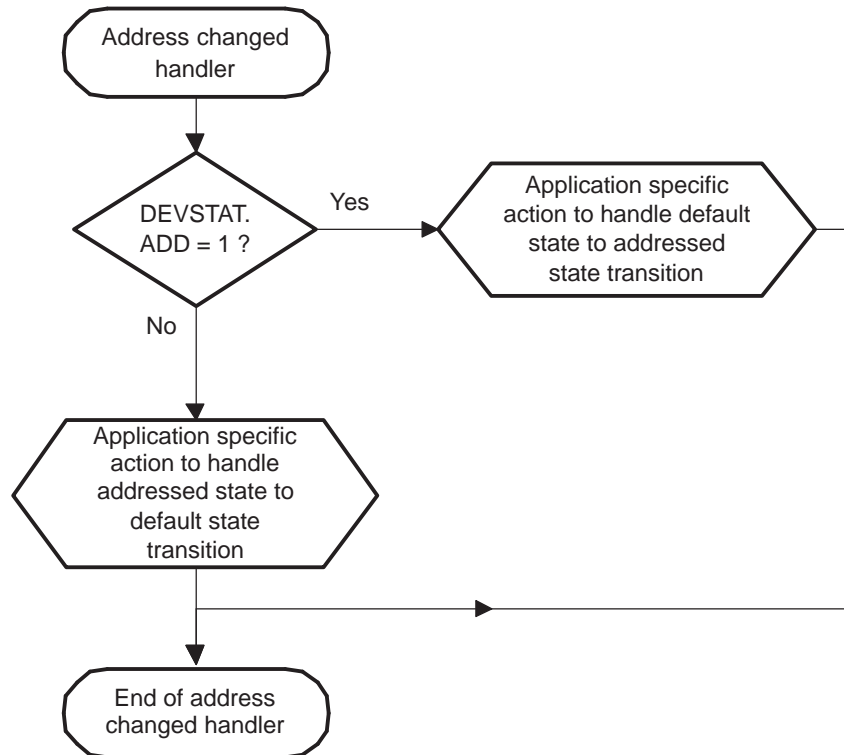 Address changed
handler
DEVSTAT.
ADD = 1 ?
Yes
Application specific
action to handle default
state to addressed
state transition
No
Application specific
action to handle
addressed state to
default state
transition
End of address
changed handler